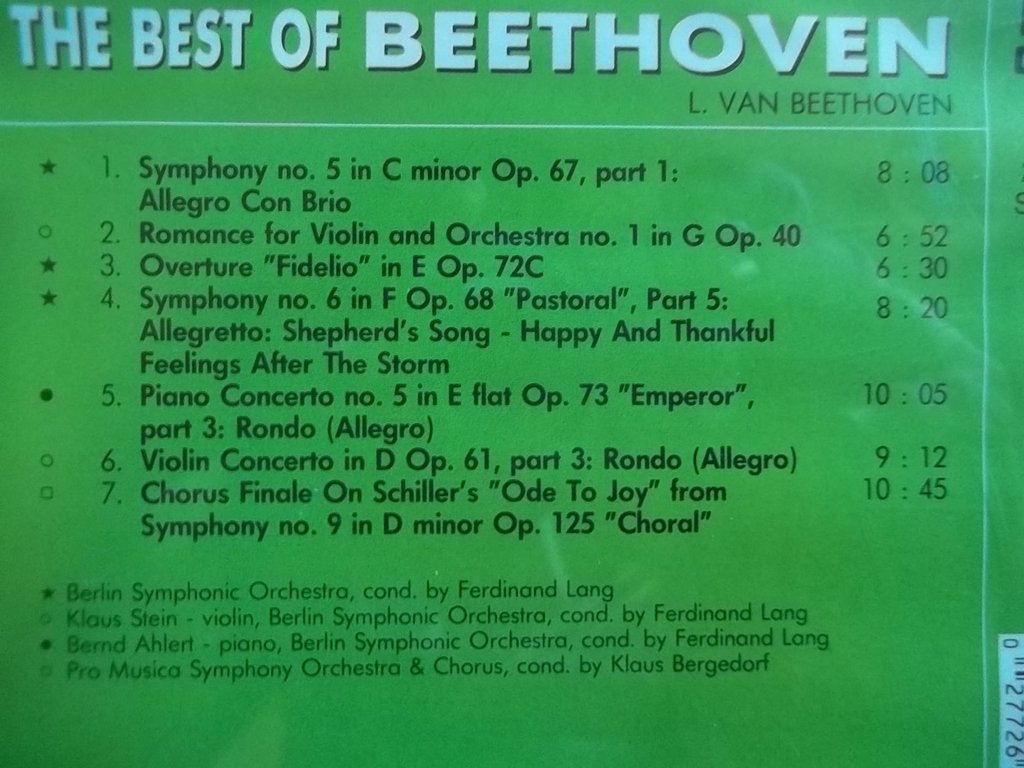 THE BEST OF BEETHOVEN
L. VAN BEETHOVEN
★ 1. Symphony no. 5 in C minor Op. 67, part 1: 8 : 08
Allegro Con Brio
○ 2. Romance for Violin and Orchestra no. 1 in G Op. 40 6 : 52
★ 3. Overture "Fidelio" in E Op. 72C 6 : 30
★ 4. Symphony no. 6 in F Op. 68 "Pastoral", Part 5: 8 : 20
Allegretto: Shepherd's Song - Happy And Thankful
Feelings After The Storm
● 5. Piano Concerto no. 5 in E flat Op. 73 "Emperor", 10 : 05
part 3: Rondo (Allegro)
○ 6. Violin Concerto in D Op. 61, part 3: Rondo (Allegro) 9 : 12
□ 7. Chorus Finale On Schiller's "Ode To Joy" from 10 : 45
Symphony no. 9 in D minor Op. 125 "Choral"
★ Berlin Symphonic Orchestra, cond. by Ferdinand Lang
○ Klaus Stein - violin, Berlin Symphonic Orchestra, cond. by Ferdinand Lang
● Bernd Ahlert - piano, Berlin Symphonic Orchestra, cond. by Ferdinand Lang
□ Pro Musica Symphony Orchestra & Chorus, cond. by Klaus Bergedorf
0 27726